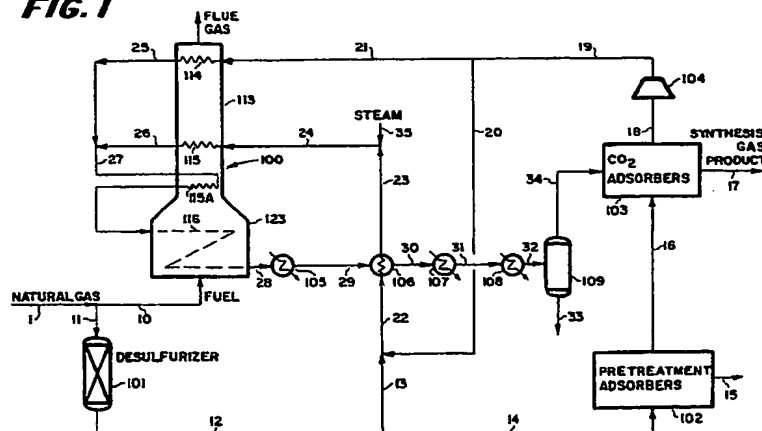 FIG. 1
FLUE
GAS
25
21
19
114
104
113
STEAM
35
20
18
SYNTHESIS
GAS
PRODUCT
26
24
27
115
100
23
34
CO2
ADSORBERS
17
103
115A
116
123
16
30
31
32
28
105
29
106
107
108
109
NATURAL GAS
FUEL
1
11
10
22
33
DESULFURIZER
101
13
PRETREATMENT
ADSORBERS
15
102
12
14